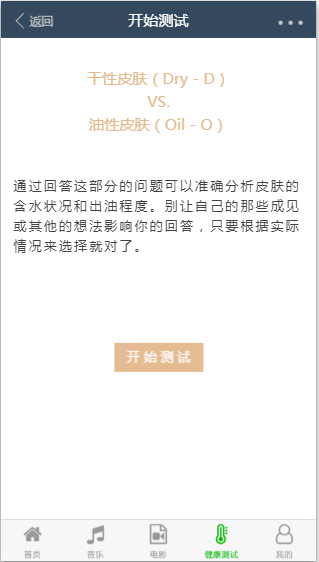 返回
开始测试
干性皮肤（Dry - D）
VS.
油性皮肤（Oil - O）
通过回答这部分的问题可以准确分析皮肤的
含水状况和出油程度。别让自己的那些成见
或其他的想法影响你的回答，只要根据实际
情况来选择就对了。
开始测试
首页
音乐
电影
健康测试
我的